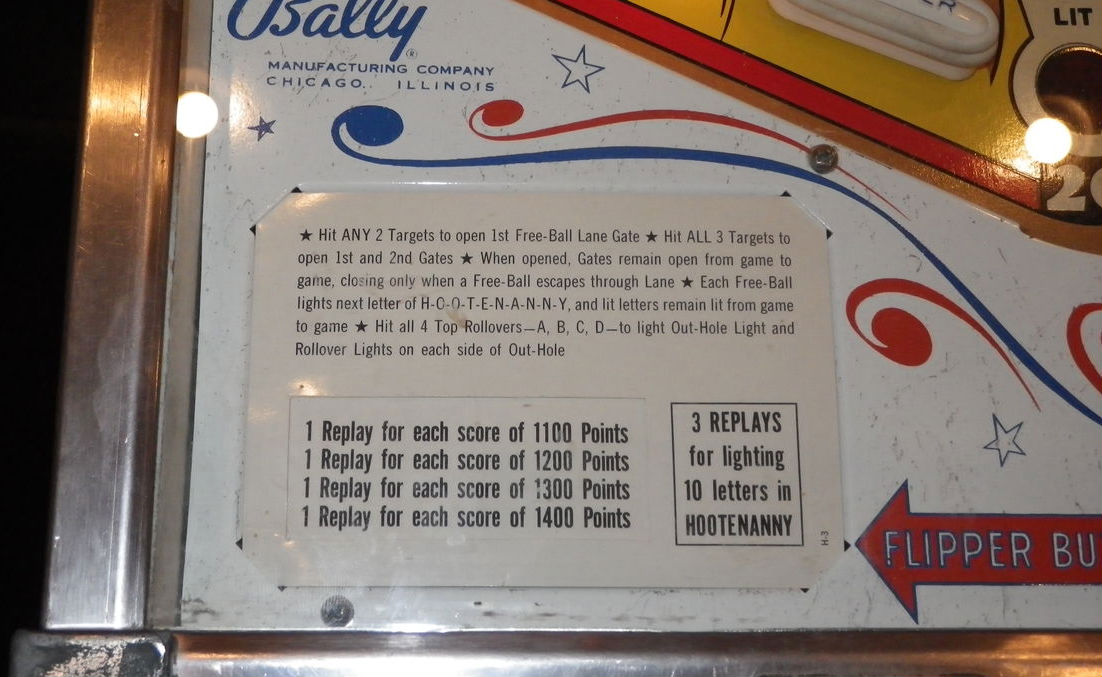 Bally®
MANUFACTURING COMPANY
CHICAGO.. ILLINOIS
LIT
★ Hit ANY 2 Targets to open 1st Free-Ball Lane Gate ★ Hit ALL 3 Targets to
open 1st and 2nd Gates ★ When opened, Gates remain open from game to
game, closing only when a Free-Ball escapes through Lane ★ Each Free-Ball
lights next letter of H-O-O-T-E-N-A-N-N-Y, and lit letters remain lit from game
to game ★ Hit all 4 Top Rollovers—A, B, C, D—to light Out-Hole Light and
Rollover Lights on each side of Out-Hole
1 Replay for each score of 1100 Points
1 Replay for each score of 1200 Points
1 Replay for each score of 1300 Points
1 Replay for each score of 1400 Points
3 REPLAYS
for lighting
10 letters in
HOOTENANNY
H-3
FLIPPER BU